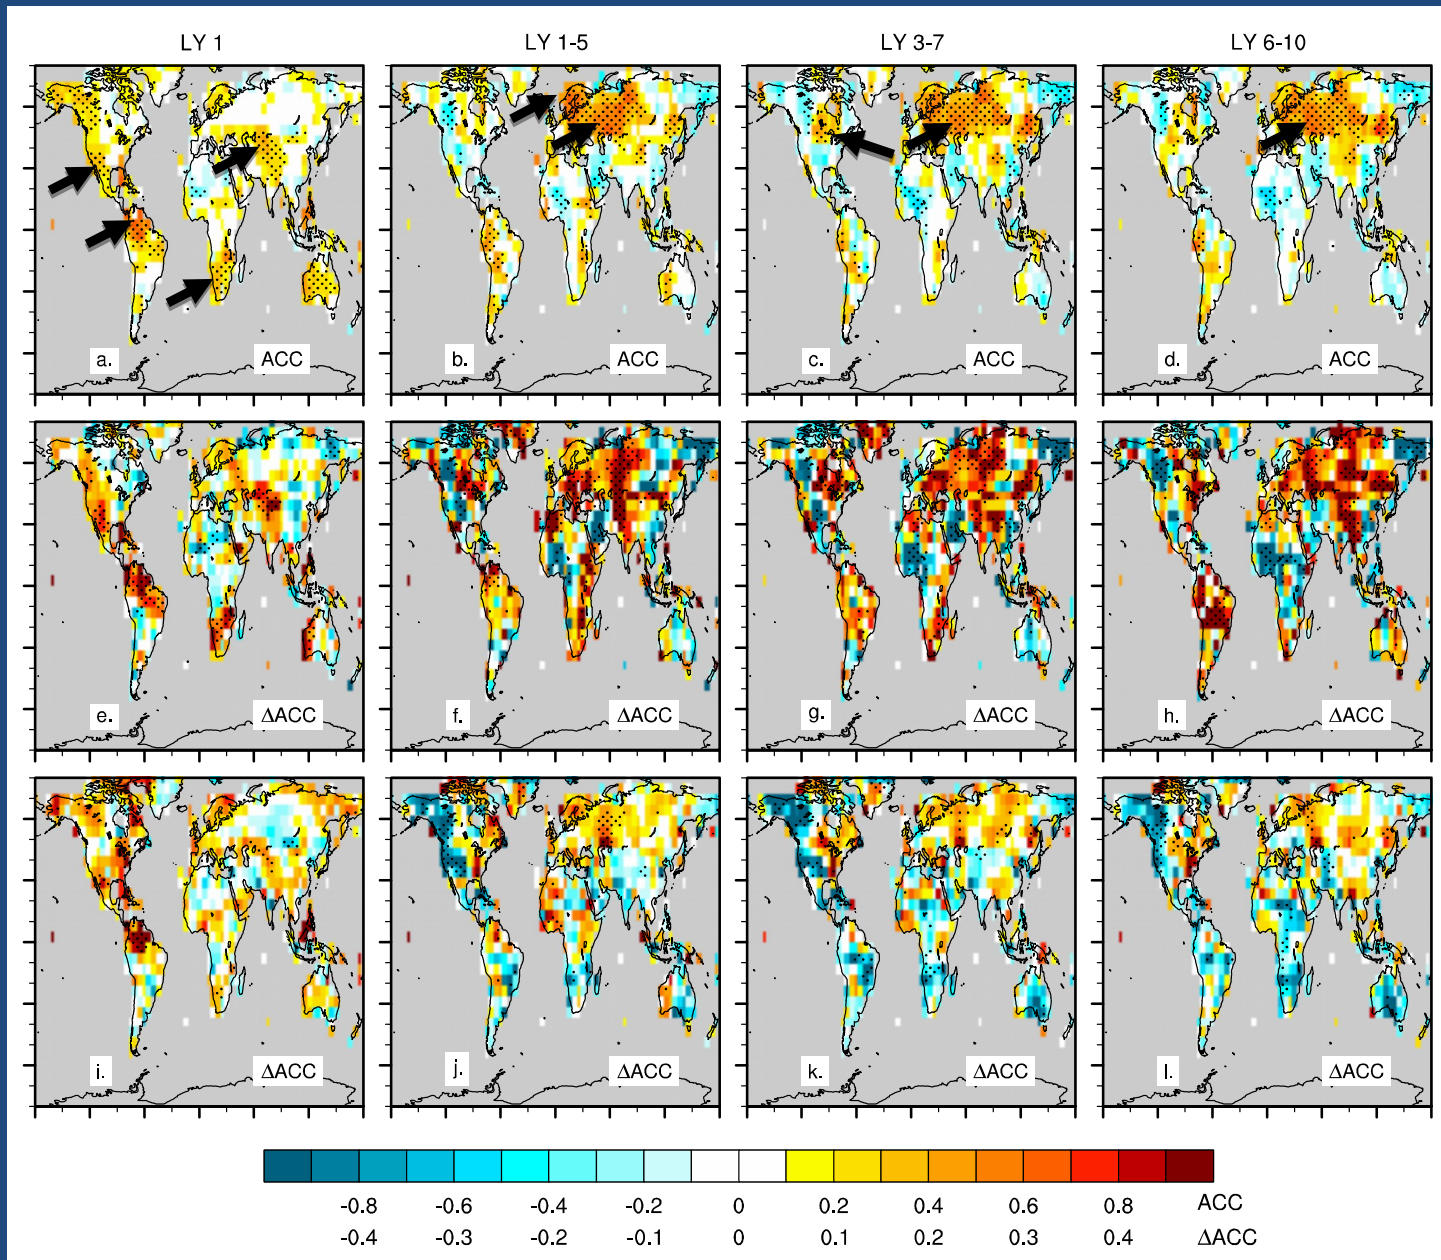 LY 1 LY 1-5 LY 3-7 LY 6-10
a. ACC b. ACC c. ACC d. ACC
e. ΔACC f. ΔACC g. ΔACC h. ΔACC
i. ΔACC j. ΔACC k. ΔACC l. ΔACC
-0.8 -0.6 -0.4 -0.2 0 0.2 0.4 0.6 0.8 ACC
-0.4 -0.3 -0.2 -0.1 0 0.1 0.2 0.3 0.4 ΔACC